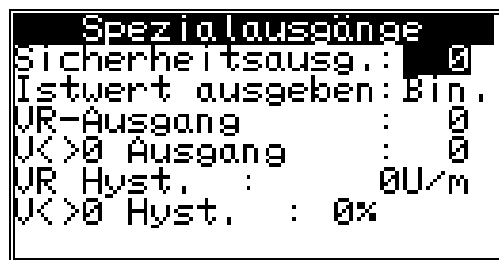 Spezialausgänge
Sicherheitsausg.: 0
Istwert ausgeben:Bin.
VR-Ausgang : 0
V<>0 Ausgang : 0
VR Hyst. : 0U/m
V<>0 Hyst. : 0%